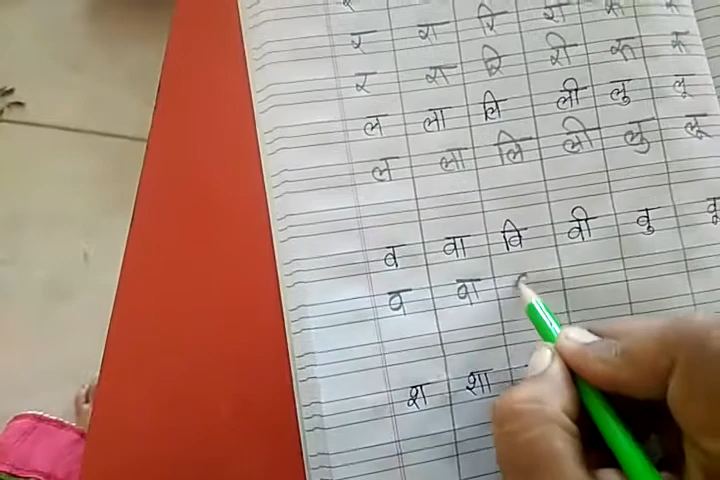 र रा रि री रु रू
र रा रि री रु रू
ल ला लि ली लु लू
ल ला लि ली लु लू
व वा वि वी वु वू
व वा
श शा